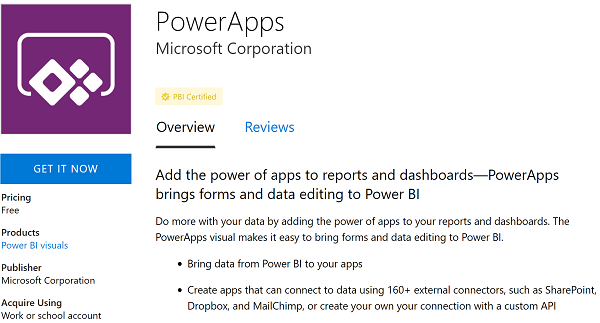 PowerApps
Microsoft Corporation
PBI Certified
Overview
Reviews
GET IT NOW
Pricing
Free
Products
Power BI visuals
Publisher
Microsoft Corporation
Acquire Using
Work or school account
Add the power of apps to reports and dashboards—PowerApps
brings forms and data editing to Power BI
Do more with your data by adding the power of apps to your reports and dashboards. The
PowerApps visual makes it easy to bring forms and data editing to Power BI.
• Bring data from Power BI to your apps
• Create apps that can connect to data using 160+ external connectors, such as SharePoint,
Dropbox, and MailChimp, or create your own your connection with a custom API